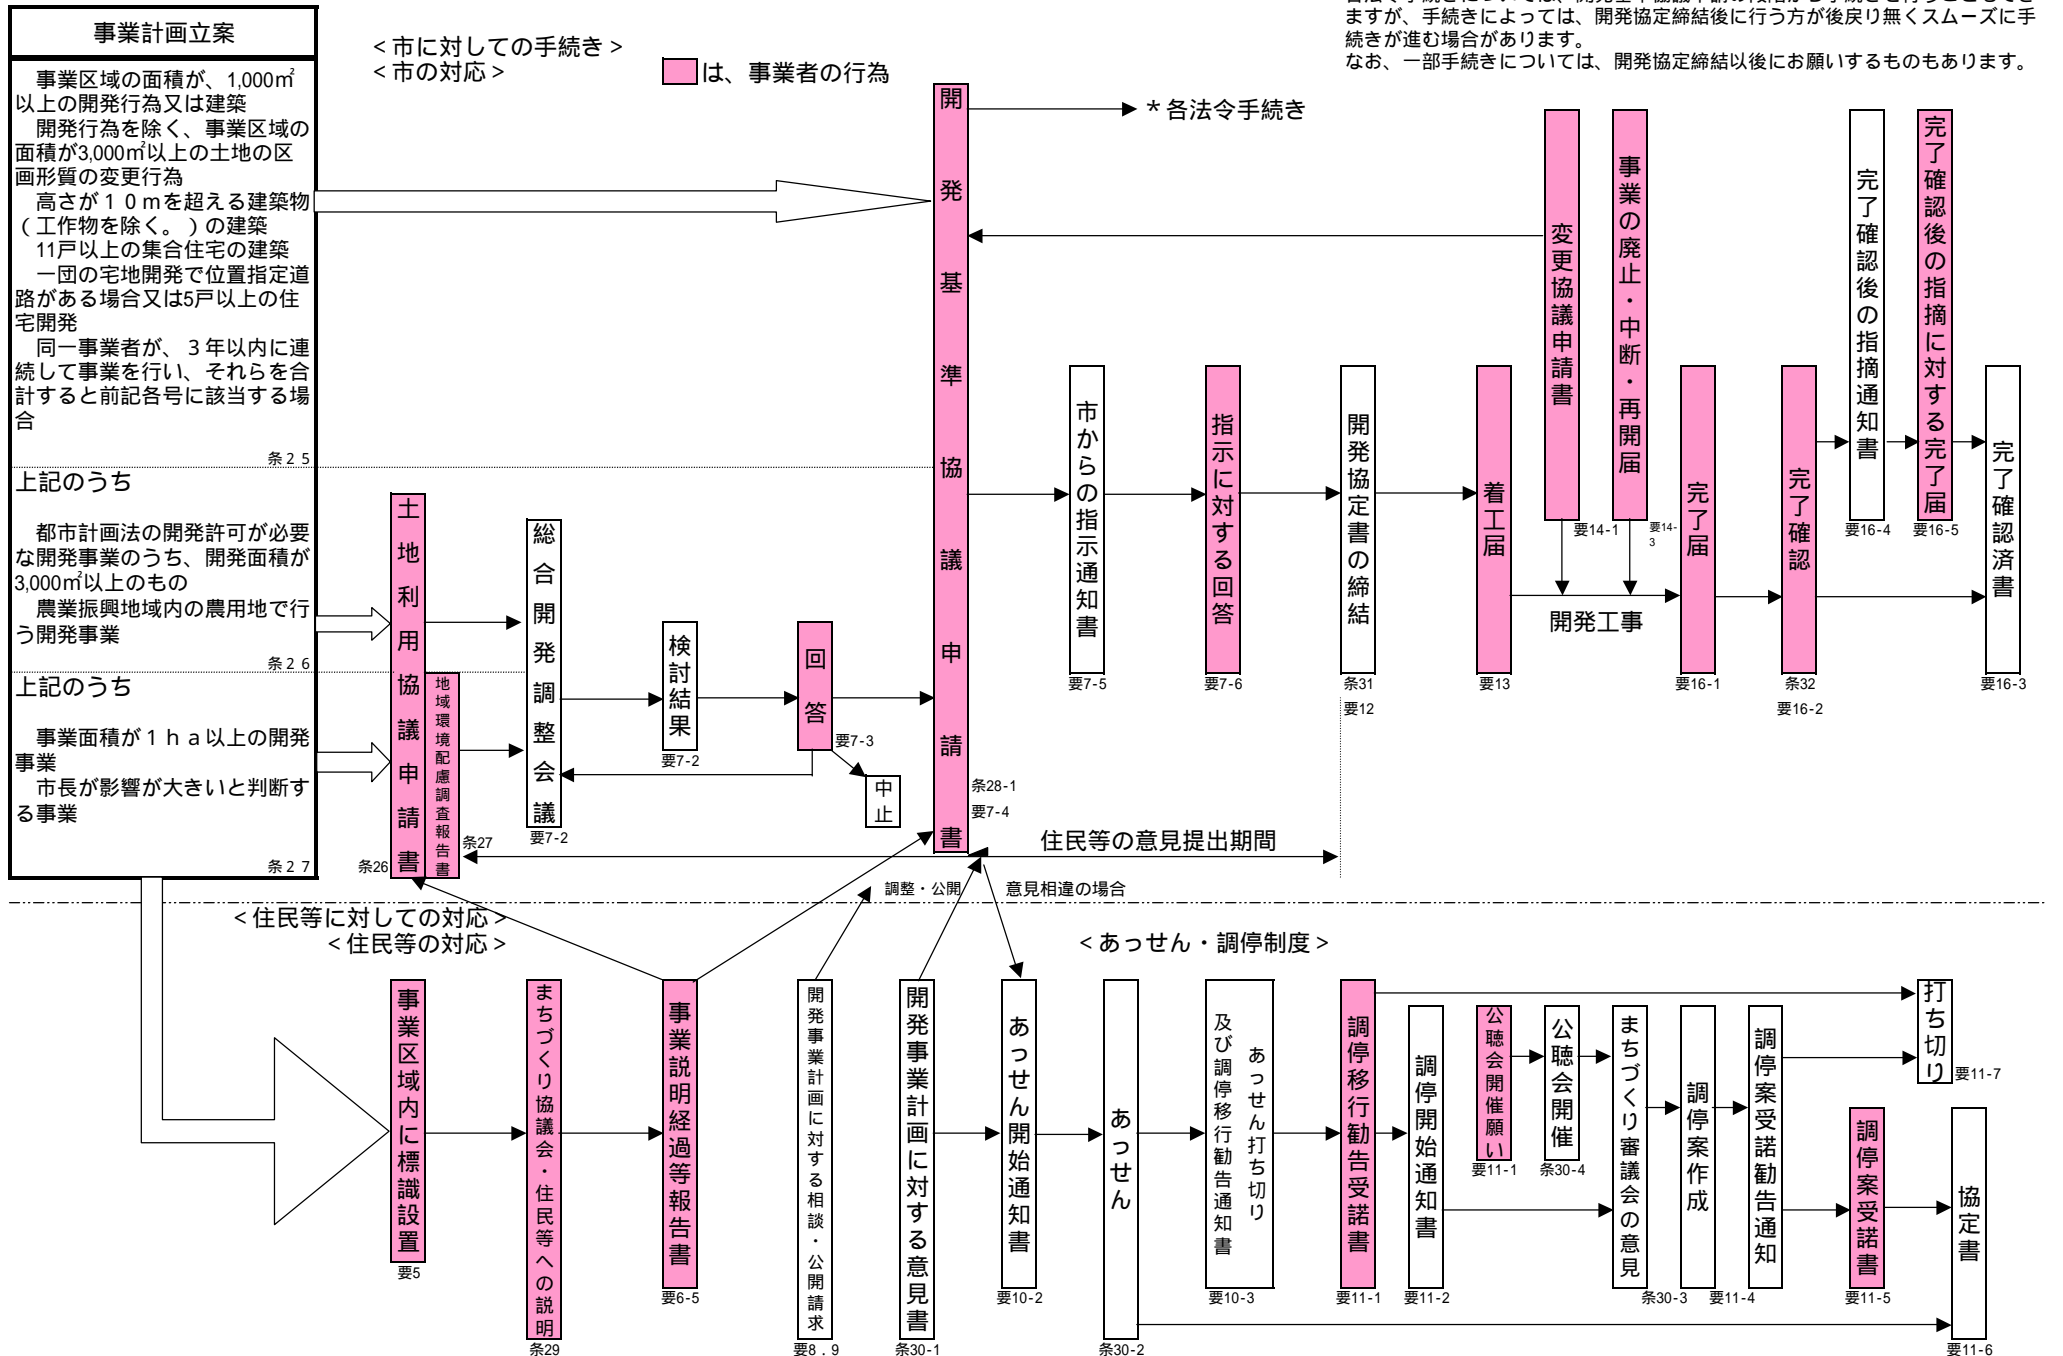 事業計画立案
事業区域の面積が、1,000㎡
以上の開発行為又は建築
開発行為を除く、事業区域の
面積が3,000㎡以上の土地の区
画形質の変更行為
高さが１０ｍを超える建築物
（工作物を除く。）の建築
11戸以上の集合住宅の建築
一団の宅地開発で位置指定道
路がある場合又は5戸以上の住
宅開発
同一事業者が、３年以内に連
続して事業を行い、それらを合
計すると前記各号に該当する場
合
条２５
上記のうち
都市計画法の開発許可が必要
な開発事業のうち、開発面積が
3,000㎡以上のもの
農業振興地域内の農用地で行
う開発事業
条２６
上記のうち
事業面積が１ｈａ以上の開発
事業
市長が影響が大きいと判断す
る事業
条２７
＜市に対しての手続き＞
＜市の対応＞
は、事業者の行為
ますが、手続きによっては、開発協定締結後に行う方が後戻り無くスムーズに手
続きが進む場合があります。
なお、一部手続きについては、開発協定締結以後にお願いするものもあります。
土地利用協議申請書
条26
地域環境配慮調査報告書
条27
総合開発調整会議
要7-2
検討結果
要7-2
回答
要7-3
中止
開発基準協議申請書
条28-1
要7-4
＊各法令手続き
市からの指示通知書
要7-5
指示に対する回答
要7-6
開発協定書の締結
条31
要12
着工届
要13
変更協議申請書
要14-1
事業の廃止・中断・再開届
要14-
3
開発工事
完了届
要16-1
完了確認
条32
要16-2
完了確認後の指摘通知書
要16-4
完了確認後の指摘に対する完了届
要16-5
完了確認済書
要16-3
住民等の意見提出期間
調整・公開
意見相違の場合
＜住民等に対しての対応＞
＜住民等の対応＞
＜あっせん・調停制度＞
事業区域内に標識設置
要5
まちづくり協議会・住民等への説明
条29
事業説明経過等報告書
要6-5
開発事業計画に対する相談・公開請求
要8．9
開発事業計画に対する意見書
条30-1
あっせん開始通知書
要10-2
あっせん
条30-2
あっせん打ち切り
及び調停移行勧告通知書
要10-3
調停移行勧告受諾書
要11-1
調停開始通知書
要11-2
公聴会開催願い
要11-1
公聴会開催
条30-4
まちづくり審議会の意見
条30-3
調停案作成
要11-4
調停案受諾勧告通知
調停案受諾書
要11-5
打ち切り
要11-7
協定書
要11-6